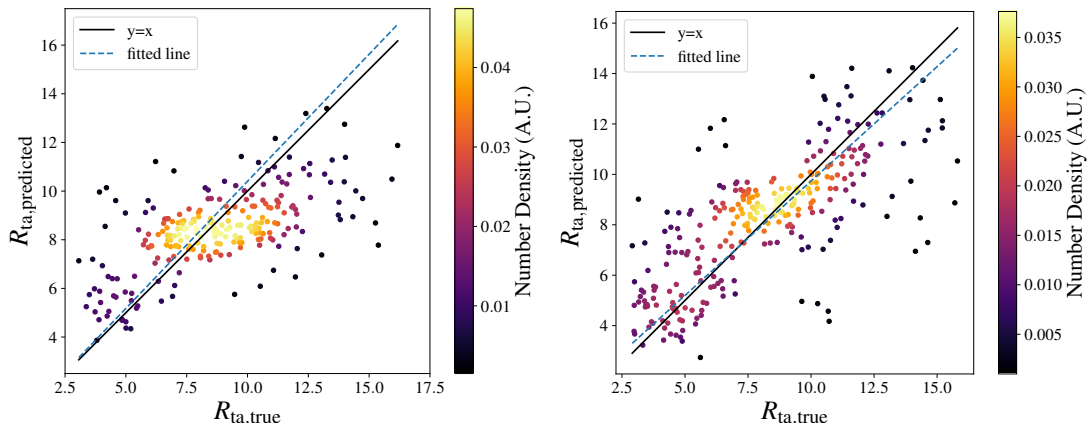 y=x
fitted line
16
14
12
10
8
6
4
2.5 5.0 7.5 10.0 12.5 15.0 17.5
R_ta,true
R_ta,predicted
0.04
0.03
0.02
0.01
Number Density (A.U.)
y=x
fitted line
16
14
12
10
8
6
4
2.5 5.0 7.5 10.0 12.5 15.0
R_ta,true
R_ta,predicted
0.035
0.030
0.025
0.020
0.015
0.010
0.005
Number Density (A.U.)